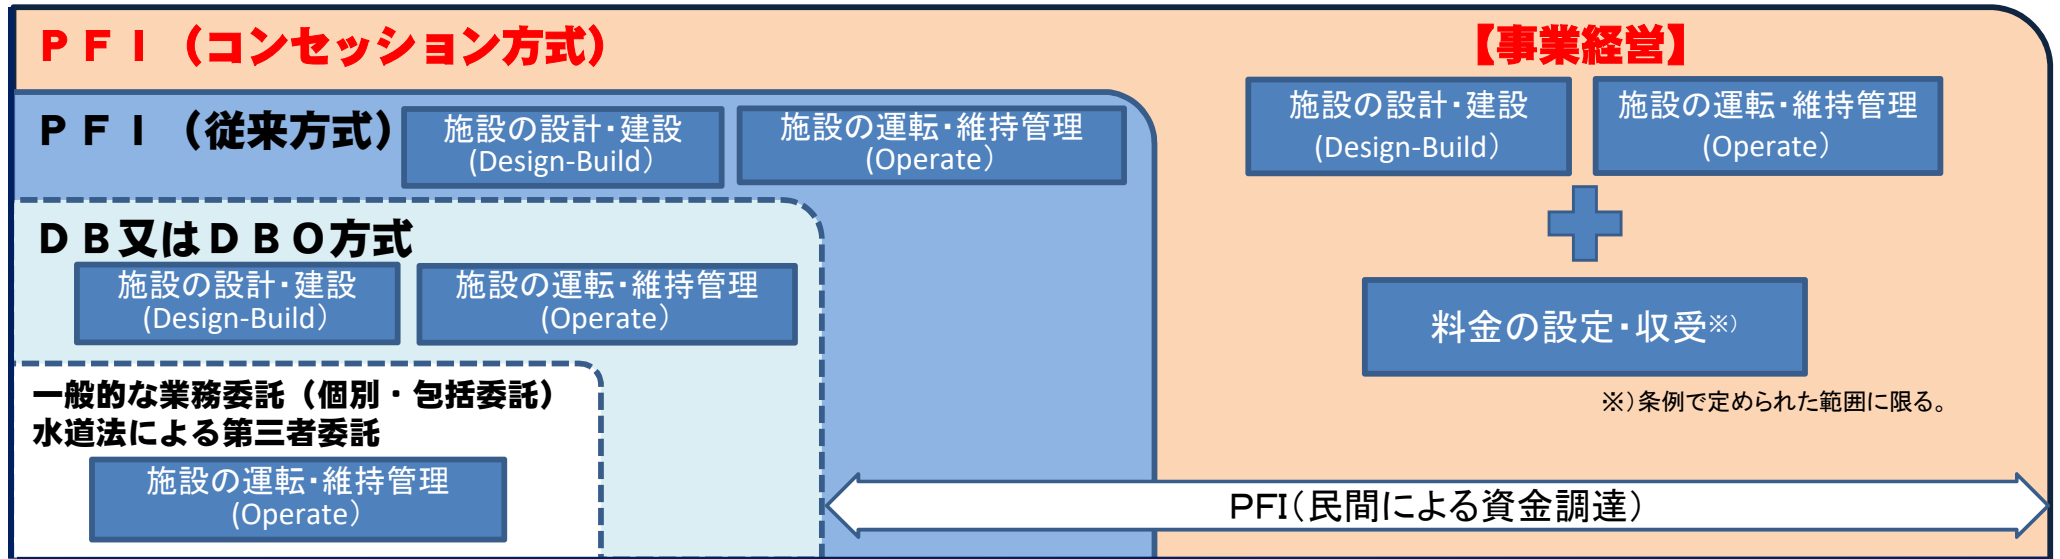 ＰＦＩ（コンセッション方式）
【事業経営】
施設の設計・建設
(Design-Build）
施設の運転・維持管理
(Operate）
料金の設定・収受※）
※）条例で定められた範囲に限る。
ＰＦＩ（従来方式）
施設の設計・建設
(Design-Build）
施設の運転・維持管理
(Operate）
ＤＢ又はＤＢＯ方式
施設の設計・建設
(Design-Build）
施設の運転・維持管理
(Operate）
一般的な業務委託（個別・包括委託）
水道法による第三者委託
施設の運転・維持管理
(Operate）
PFI（民間による資金調達）